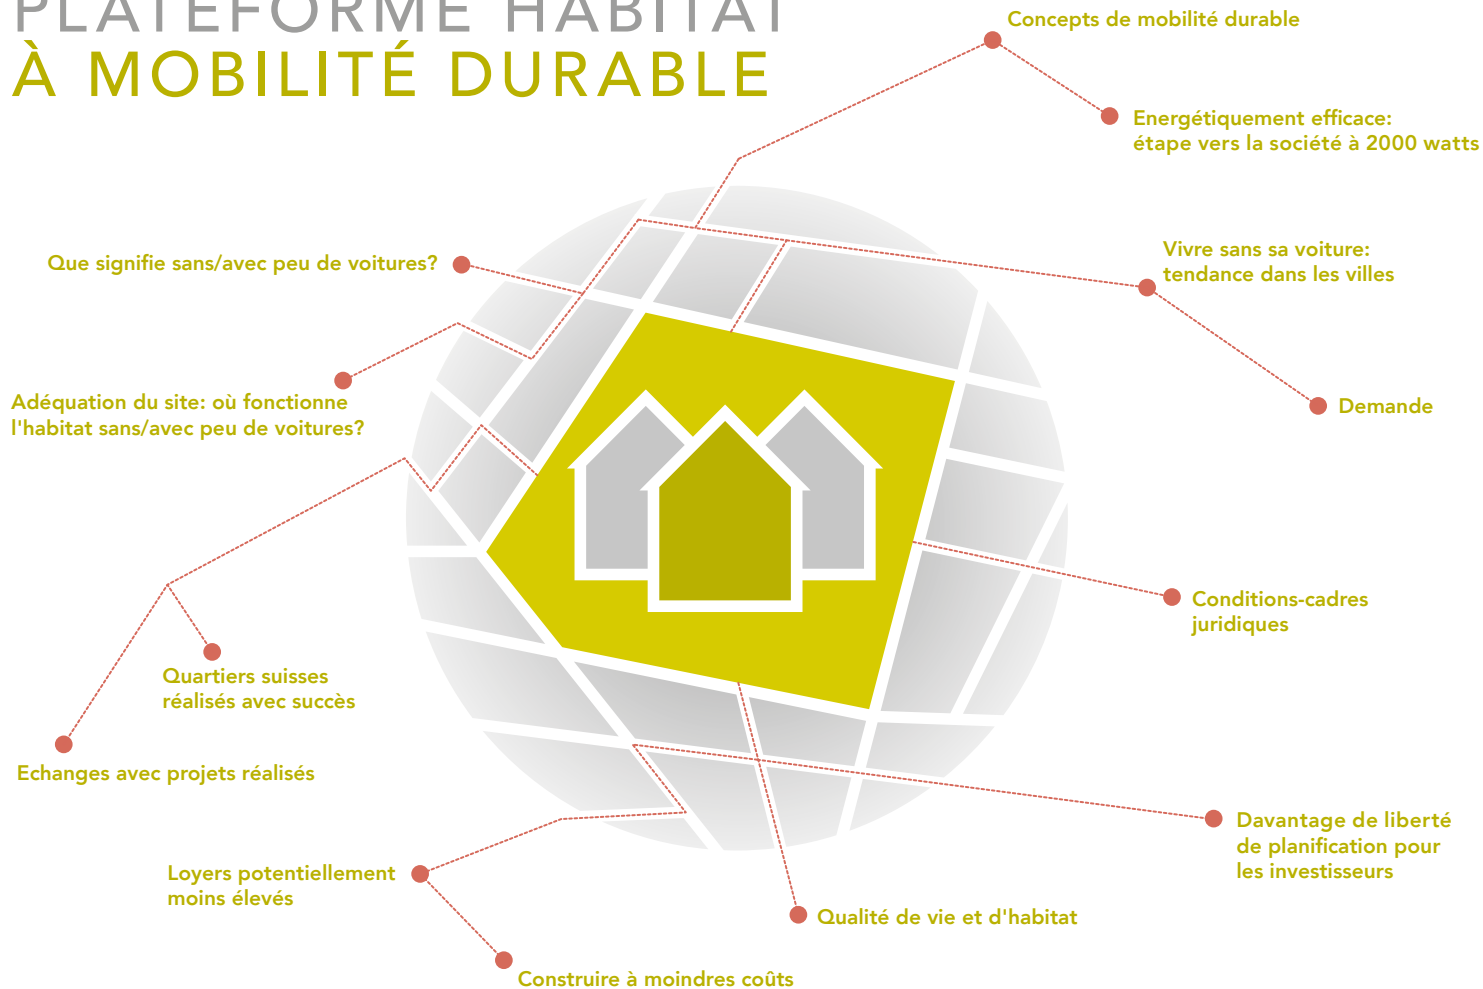 PLATEFORME HABITAT
À MOBILITÉ DURABLE
Concepts de mobilité durable
Energétiquement efficace:
étape vers la société à 2000 watts
Que signifie sans/avec peu de voitures?
Vivre sans sa voiture:
tendance dans les villes
Adéquation du site: où fonctionne
l'habitat sans/avec peu de voitures?
Demande
Conditions-cadres
juridiques
Quartiers suisses
réalisés avec succès
Echanges avec projets réalisés
Davantage de liberté
de planification pour
les investisseurs
Loyers potentiellement
moins élevés
Qualité de vie et d'habitat
Construire à moindres coûts